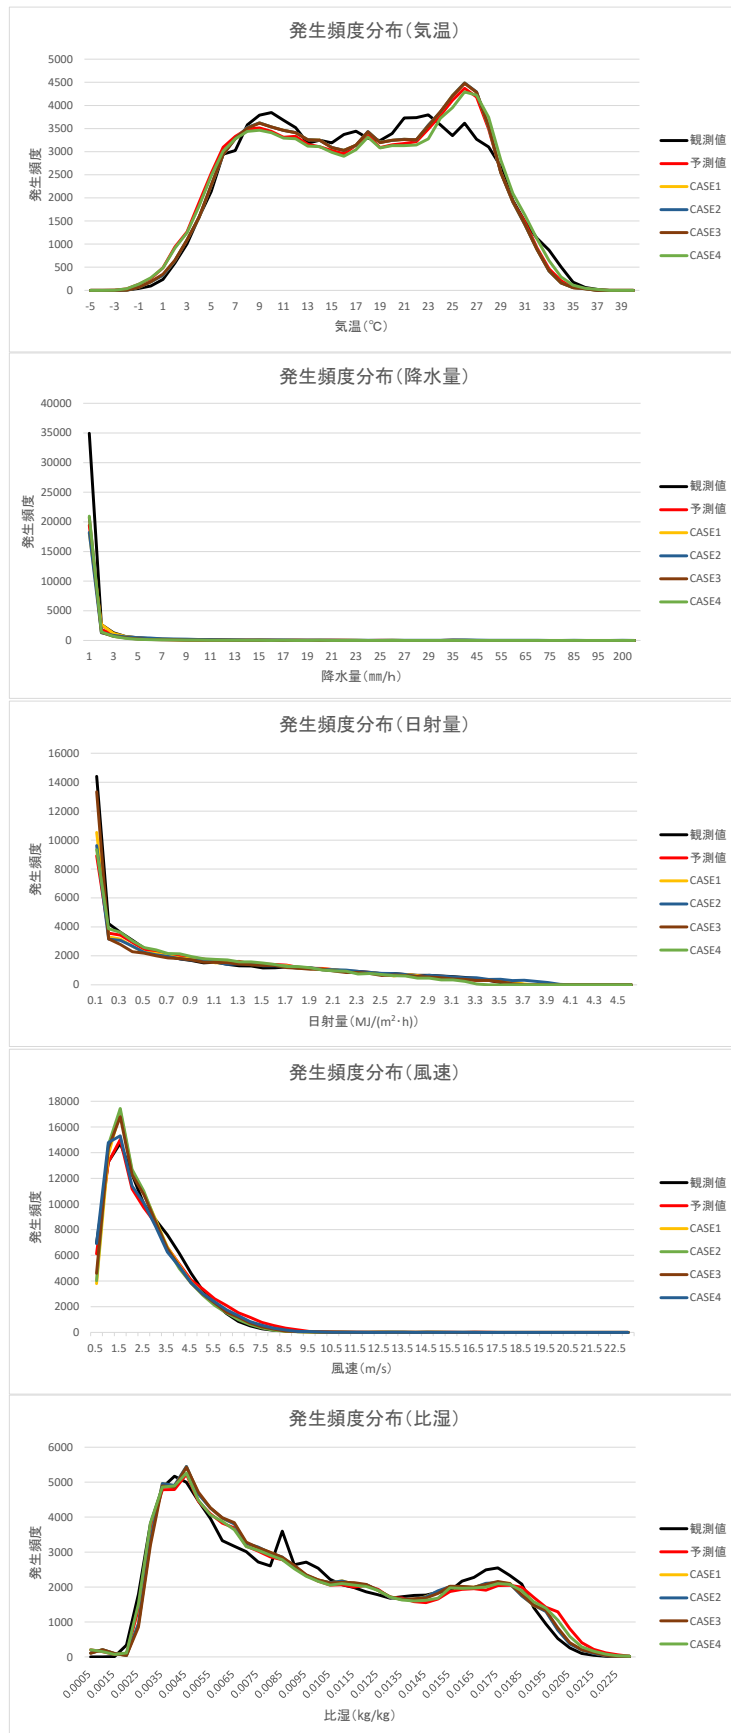 発生頻度分布(気温)
5000
4500
4000
3500
3000
2500
2000
1500
1000
500
0
発生頻度
-5 -3 -1 1 3 5 7 9 11 13 15 17 19 21 23 25 27 29 31 33 35 37 39
気温(℃)
観測値
予測値
CASE1
CASE2
CASE3
CASE4
発生頻度分布(降水量)
40000
35000
30000
25000
20000
15000
10000
5000
0
発生頻度
1 3 5 7 9 11 13 15 17 19 21 23 25 27 29 35 45 55 65 75 85 95 200
降水量(㎜/h)
観測値
予測値
CASE1
CASE2
CASE3
CASE4
発生頻度分布(日射量)
16000
14000
12000
10000
8000
6000
4000
2000
0
発生頻度
0.1 0.3 0.5 0.7 0.9 1.1 1.3 1.5 1.7 1.9 2.1 2.3 2.5 2.7 2.9 3.1 3.3 3.5 3.7 3.9 4.1 4.3 4.5
日射量(MJ/(m²·h)
観測値
予測値
CASE1
CASE2
CASE3
CASE4
発生頻度分布(風速)
18000
16000
14000
12000
10000
8000
6000
4000
2000
0
発生頻度
0.5 1.5 2.5 3.5 4.5 5.5 6.5 7.5 8.5 9.5 10.5 11.5 12.5 13.5 14.5 15.5 16.5 17.5 18.5 19.5 20.5 21.5 22.5
風速(m/s)
観測値
予測値
CASE1
CASE2
CASE3
CASE4
発生頻度分布(比湿)
6000
5000
4000
3000
2000
1000
0
発生頻度
0.0005 0.0015 0.0025 0.0035 0.0045 0.0055 0.0065 0.0075 0.0085 0.0095 0.0105 0.0115 0.0125 0.0135 0.0145 0.0155 0.0165 0.0175 0.0185 0.0195 0.0205 0.0215 0.0225
比湿(kg/kg)
観測値
予測値
CASE1
CASE2
CASE3
CASE4